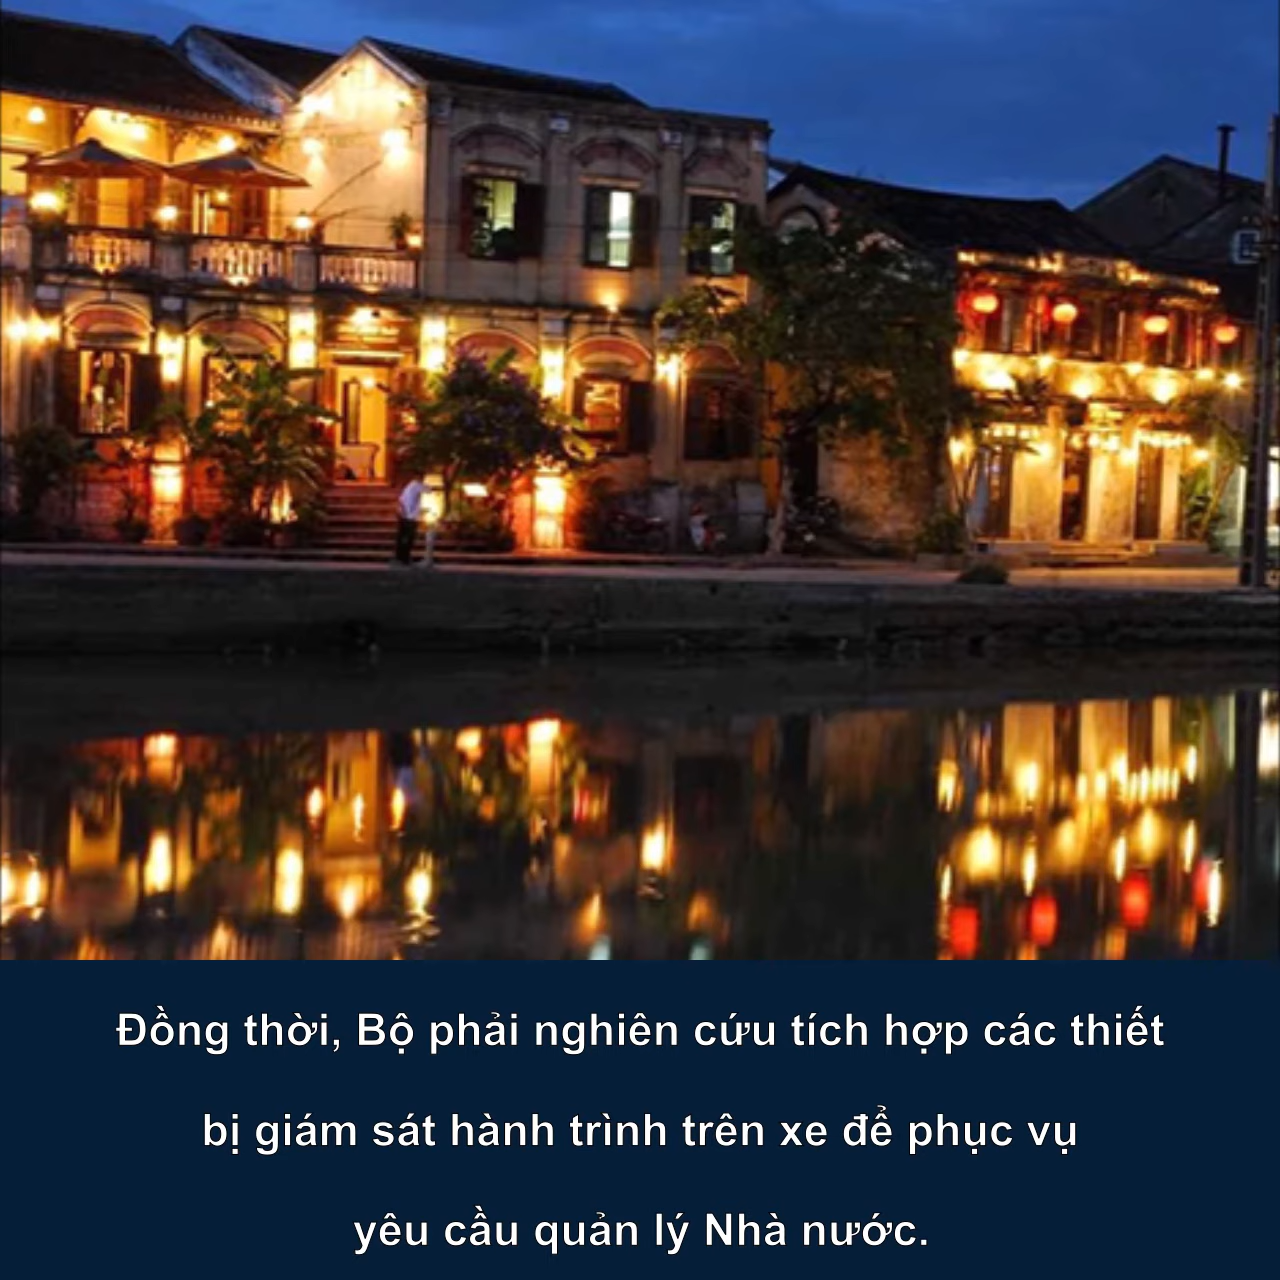 Đồng thời, Bộ phải nghiên cứu tích hợp các thiết
bị giám sát hành trình trên xe để phục vụ
yêu cầu quản lý Nhà nước.